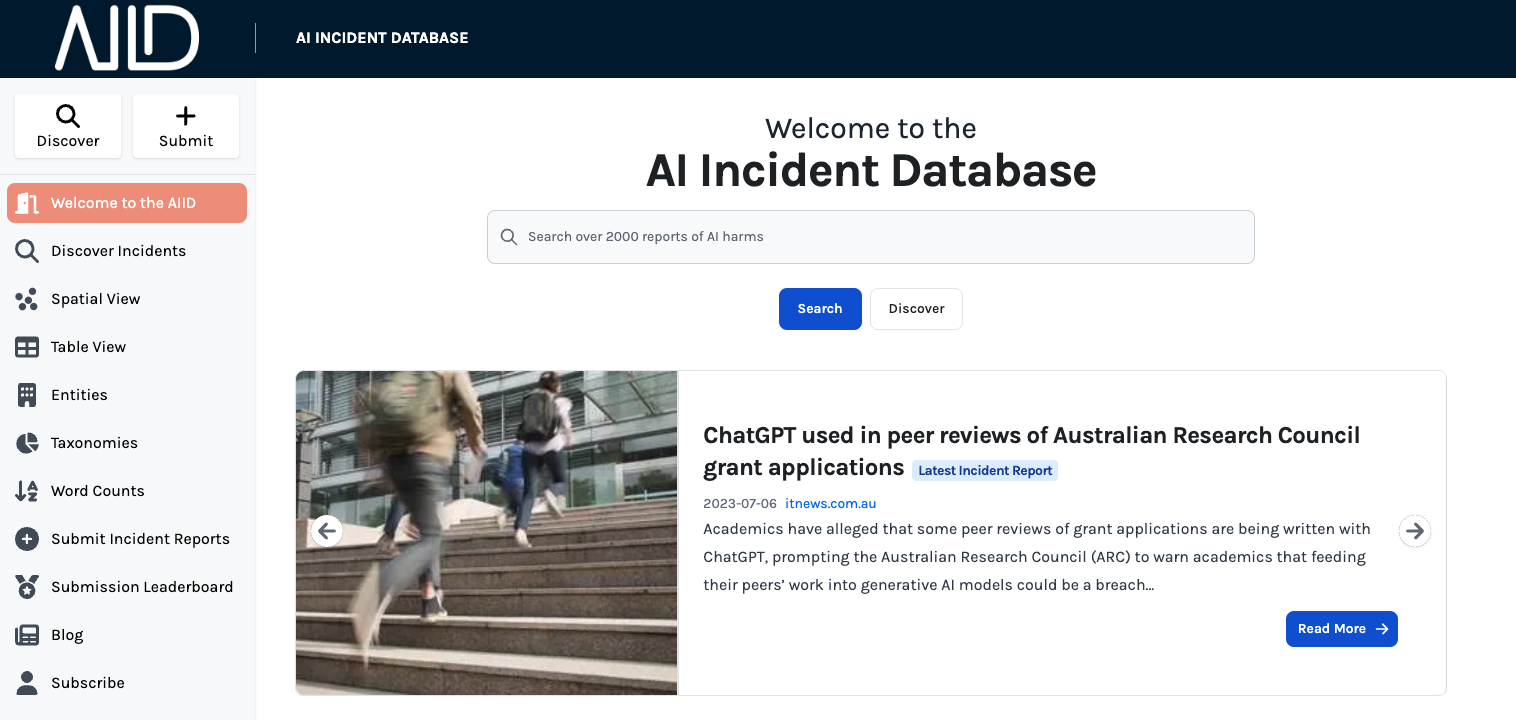 AIID
AI INCIDENT DATABASE
Discover
Submit
Welcome to the AIID
Discover Incidents
Spatial View
Table View
Entities
Taxonomies
Word Counts
Submit Incident Reports
Submission Leaderboard
Blog
Subscribe
Welcome to the
AI Incident Database
Search over 2000 reports of AI harms
Search
Discover
ChatGPT used in peer reviews of Australian Research Council
grant applications Latest Incident Report
2023-07-06 itnews.com.au
Academics have alleged that some peer reviews of grant applications are being written with
ChatGPT, prompting the Australian Research Council (ARC) to warn academics that feeding
their peers’ work into generative AI models could be a breach…
Read More